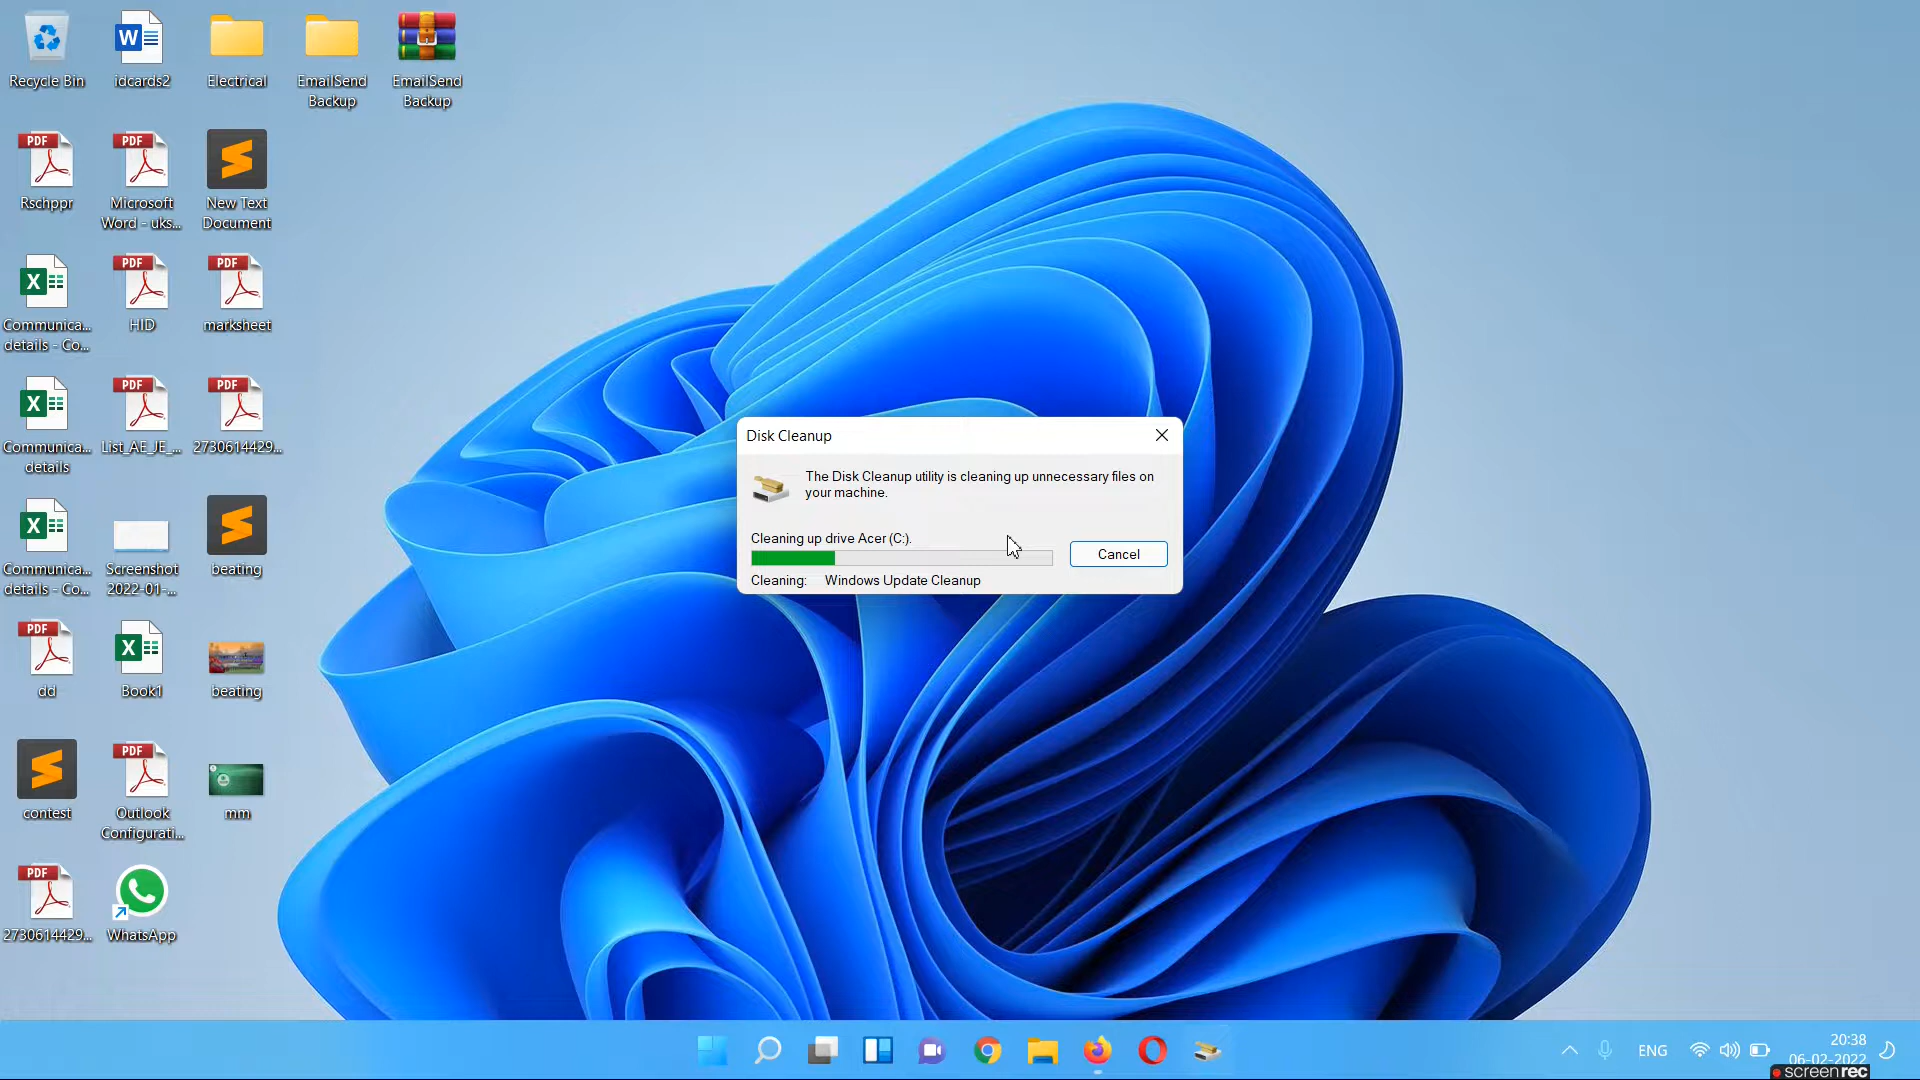 Recycle Bin
idcards2
Electrical
EmailSend
Backup
EmailSend
Backup
PDF
Rschppr
PDF
Microsoft
Word - uks...
New Text
Document
Communica...
details - Co...
PDF
HID
PDF
marksheet
Communica...
details
PDF
List_AE_JE_...
PDF
2730614429...
Communica...
details - Co...
Screenshot
2022-01-...
beating
PDF
dd
Book1
beating
contest
PDF
Outlook
Configurati...
mm
PDF
2730614429...
WhatsApp
Disk Cleanup
The Disk Cleanup utility is cleaning up unnecessary files on
your machine.
Cleaning up drive Acer (C:).
Cancel
Cleaning: Windows Update Cleanup
ENG
20:38
06-02-2022
screenrec